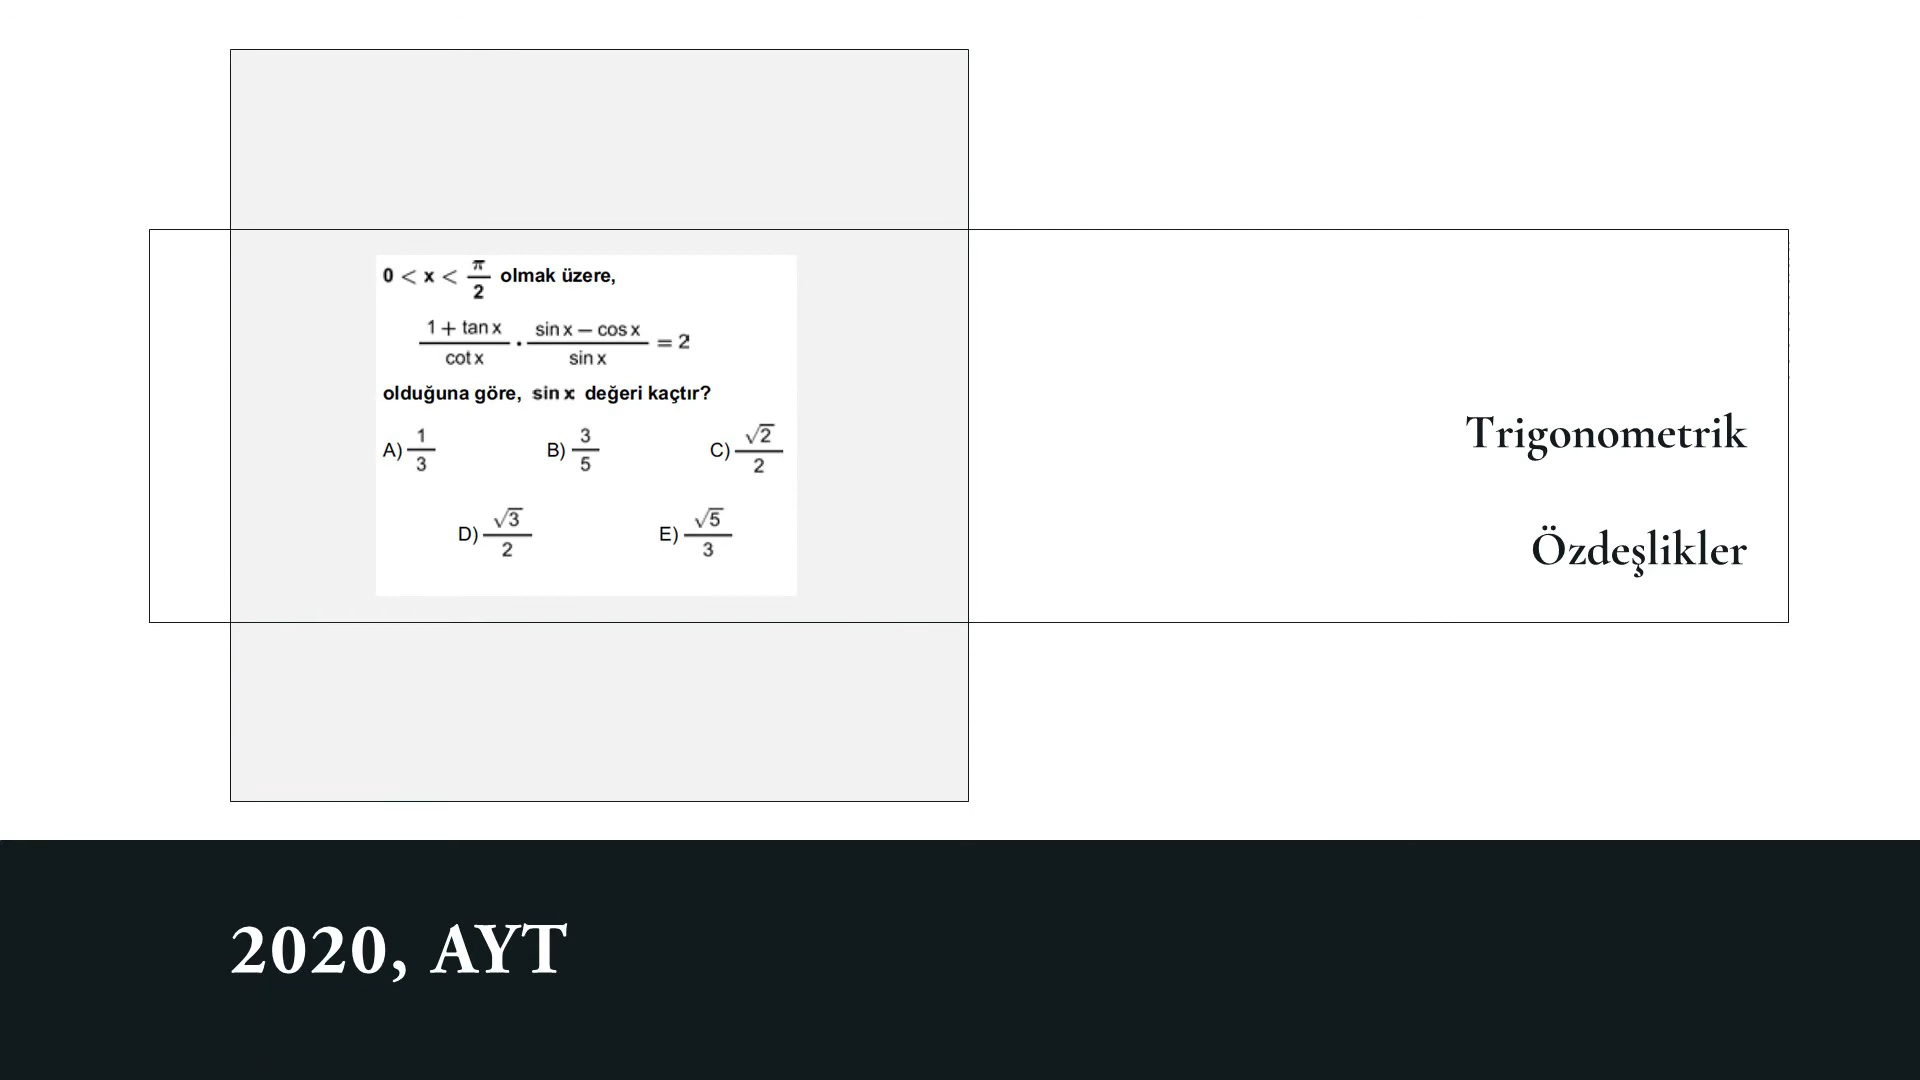 0 < x < π/2 olmak üzere,
(1 + tan x)/(cot x) · (sin x − cos x)/(sin x) = 2
olduğuna göre, sin x değeri kaçtır?
A) 1/3 B) 3/5 C) √2/2
D) √3/2 E) √5/3
Trigonometrik
Özdeşlikler
2020, AYT